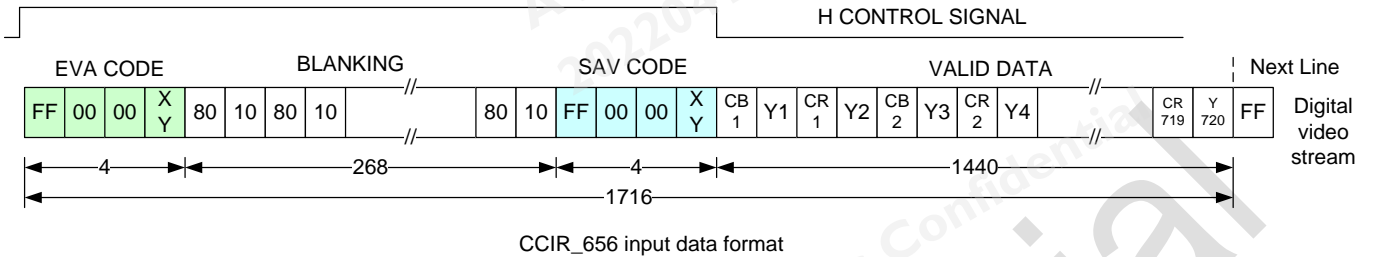 H CONTROL SIGNAL
EVA CODE BLANKING // SAV CODE VALID DATA // Next Line
FF 00 00 X Y 80 10 80 10 // 80 10 FF 00 00 X Y CB 1 Y1 CR 1 Y2 CB 2 Y3 CR 2 Y4 // CR 719 Y 720 FF Digital video stream
4 268 4 1440
1716
CCIR_656 input data format
Confidential